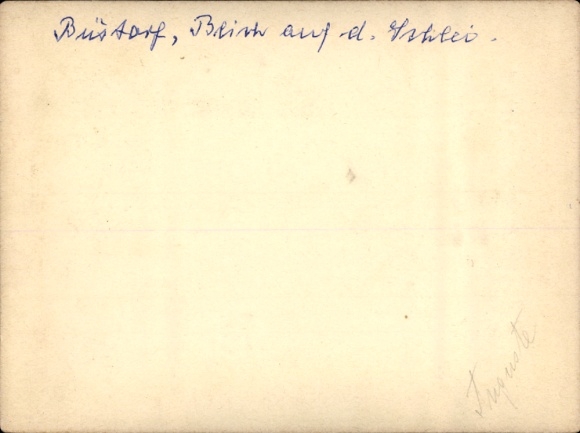 Büstorf, Blick auf d. Schlei.
Auguste